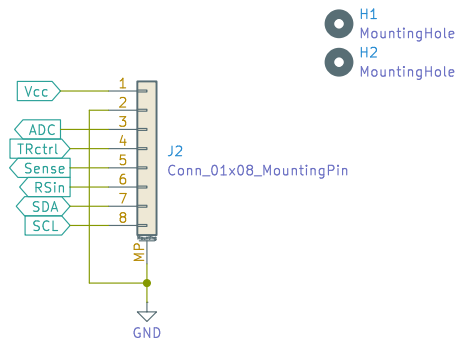 H1
MountingHole
H2
MountingHole
Vcc
1
2
ADC
3
TRctrl
4
Sense
5
RSin
6
SDA
7
SCL
8
J2
Conn_01x08_MountingPin
MP
GND